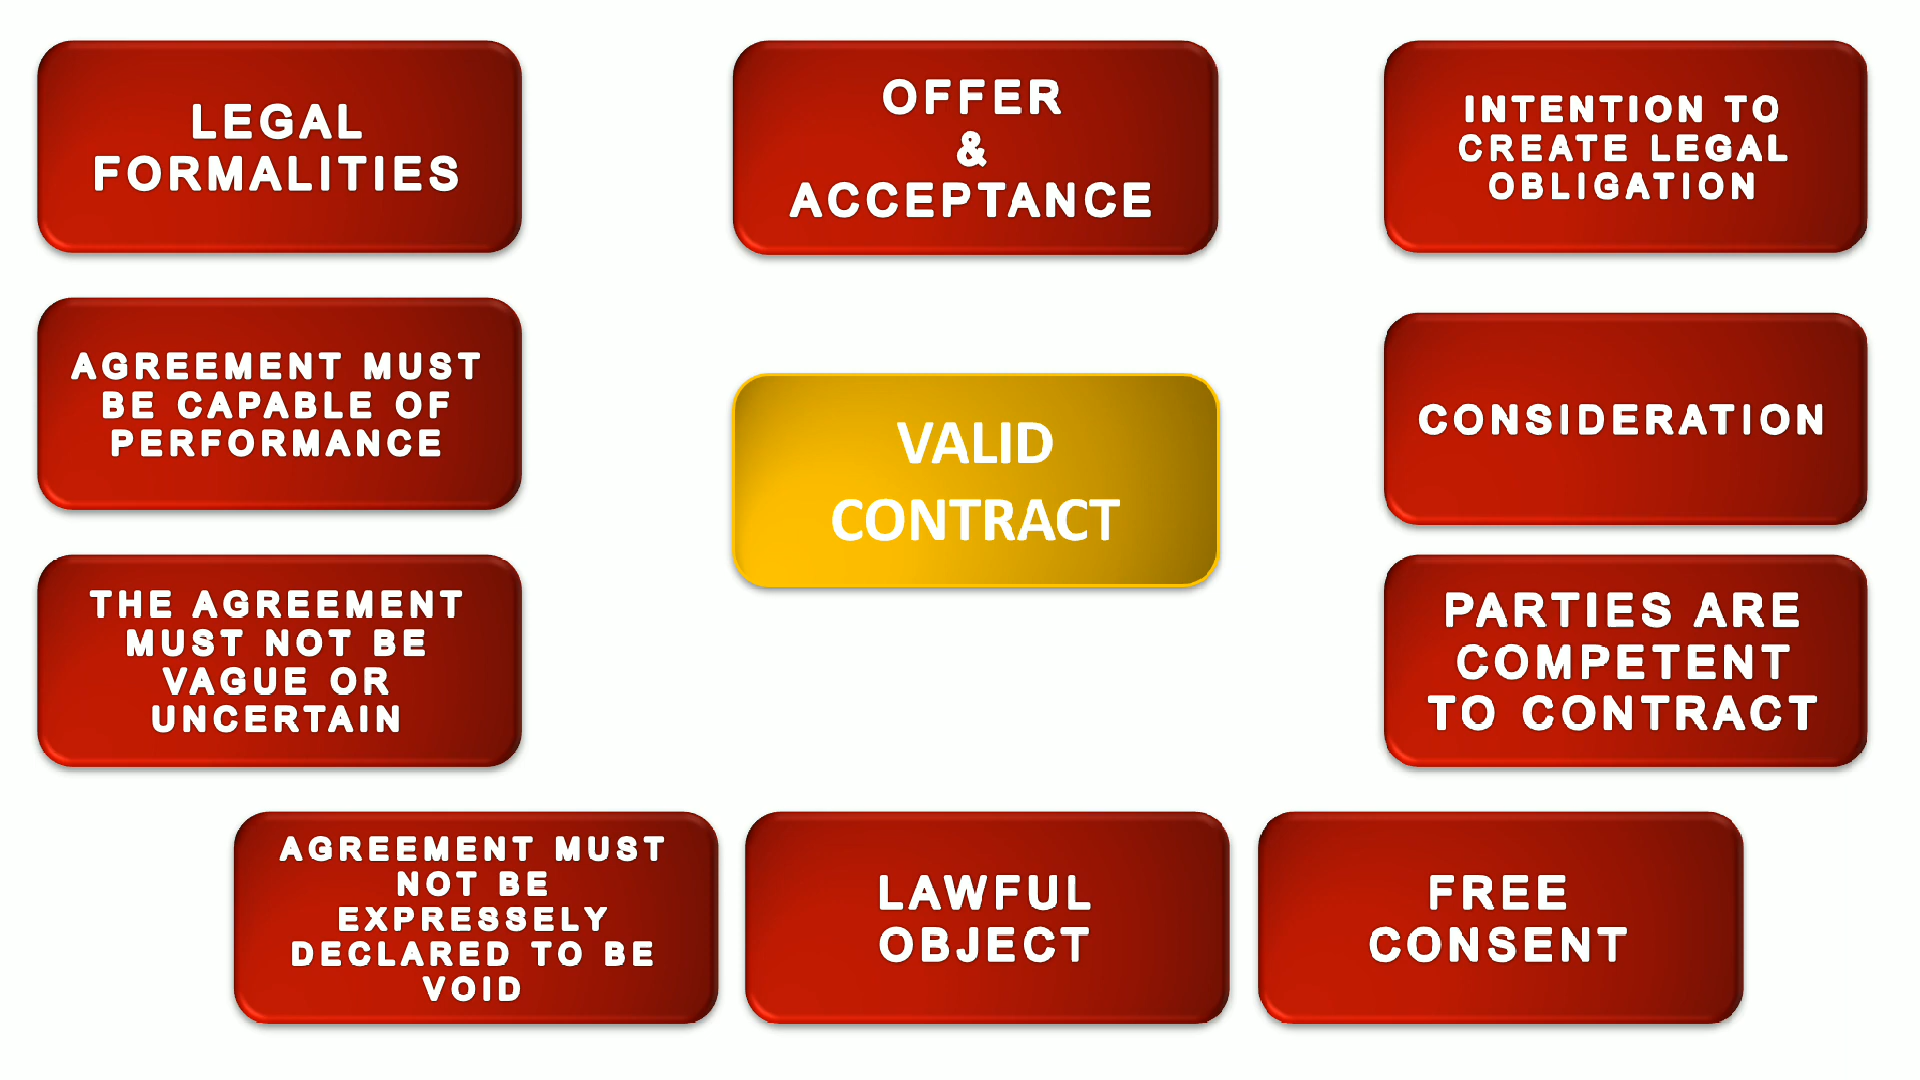 LEGAL
FORMALITIES
OFFER
&
ACCEPTANCE
INTENTION TO
CREATE LEGAL
OBLIGATION
AGREEMENT MUST
BE CAPABLE OF
PERFORMANCE
VALID
CONTRACT
CONSIDERATION
THE AGREEMENT
MUST NOT BE
VAGUE OR
UNCERTAIN
PARTIES ARE
COMPETENT
TO CONTRACT
AGREEMENT MUST
NOT BE
EXPRESSELY
DECLARED TO BE
VOID
LAWFUL
OBJECT
FREE
CONSENT